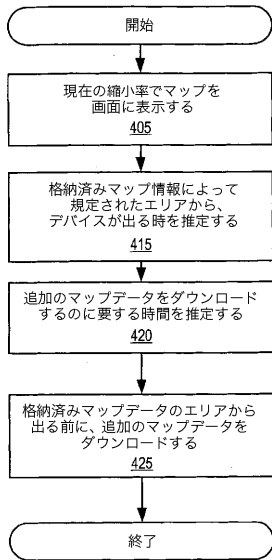 開始
現在の縮小率でマップを
画面に表示する
405
格納済みマップ情報によって
規定されたエリアから、
デバイスが出る時を推定する
415
追加のマップデータをダウンロード
するのに要する時間を推定する
420
格納済みマップデータのエリアから
出る前に、追加のマップデータを
ダウンロードする
425
終了